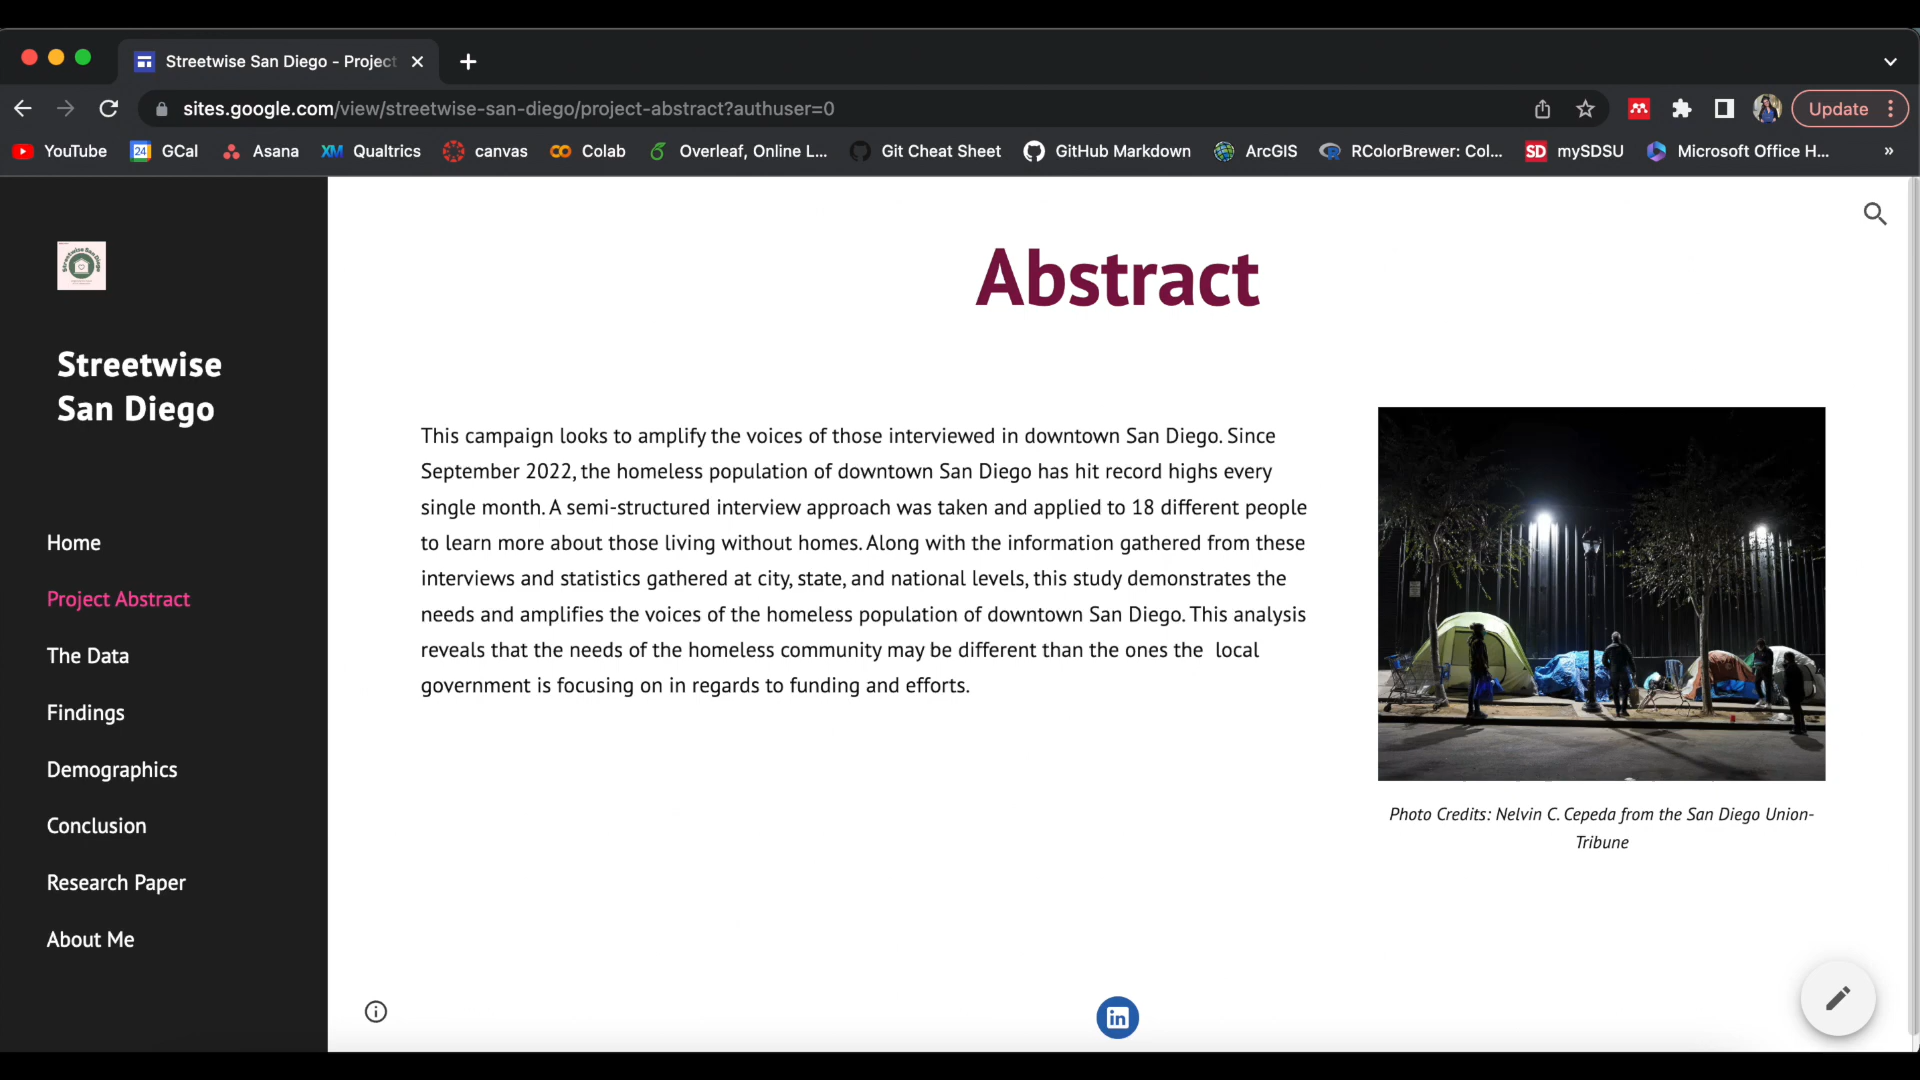 Streetwise San Diego - Project
sites.google.com/view/streetwise-san-diego/project-abstract?authuser=0
Update
YouTube
24 GCal
Asana
XM Qualtrics
canvas
Colab
Overleaf, Online L...
Git Cheat Sheet
GitHub Markdown
ArcGIS
RColorBrewer: Col...
SD mySDSU
Microsoft Office H...
»
Streetwise
San Diego
Home
Project Abstract
The Data
Findings
Demographics
Conclusion
Research Paper
About Me
Abstract
This campaign looks to amplify the voices of those interviewed in downtown San Diego. Since
September 2022, the homeless population of downtown San Diego has hit record highs every
single month. A semi-structured interview approach was taken and applied to 18 different people
to learn more about those living without homes. Along with the information gathered from these
interviews and statistics gathered at city, state, and national levels, this study demonstrates the
needs and amplifies the voices of the homeless population of downtown San Diego. This analysis
reveals that the needs of the homeless community may be different than the ones the  local
government is focusing on in regards to funding and efforts.
Photo Credits: Nelvin C. Cepeda from the San Diego Union-
Tribune
in